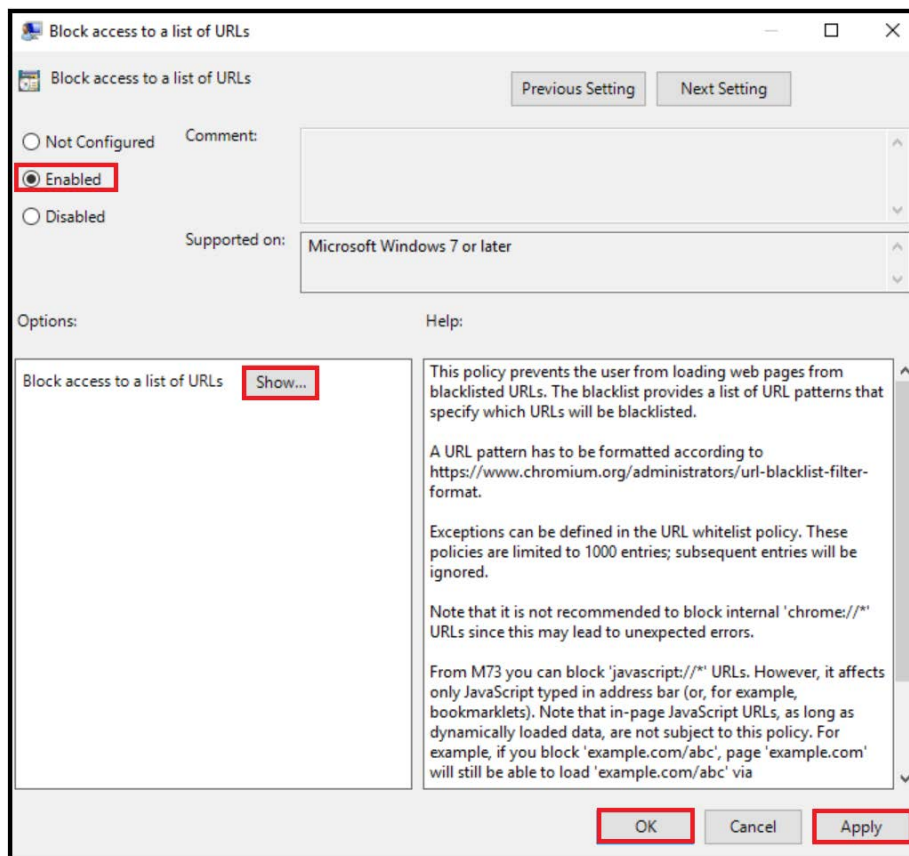 Block access to a list of URLs
Block access to a list of URLs
Previous Setting
Next Setting
Not Configured
Comment:
Enabled
Disabled
Supported on:
Microsoft Windows 7 or later
Options:
Help:
Block access to a list of URLs
Show...
This policy prevents the user from loading web pages from
blacklisted URLs. The blacklist provides a list of URL patterns that
specify which URLs will be blacklisted.
A URL pattern has to be formatted according to
https://www.chromium.org/administrators/url-blacklist-filter-
format.
Exceptions can be defined in the URL whitelist policy. These
policies are limited to 1000 entries; subsequent entries will be
ignored.
Note that it is not recommended to block internal 'chrome://*'
URLs since this may lead to unexpected errors.
From M73 you can block 'javascript://*' URLs. However, it affects
only JavaScript typed in address bar (or, for example,
bookmarklets). Note that in-page JavaScript URLs, as long as
dynamically loaded data, are not subject to this policy. For
example, if you block 'example.com/abc', page 'example.com'
will still be able to load 'example.com/abc' via
OK
Cancel
Apply